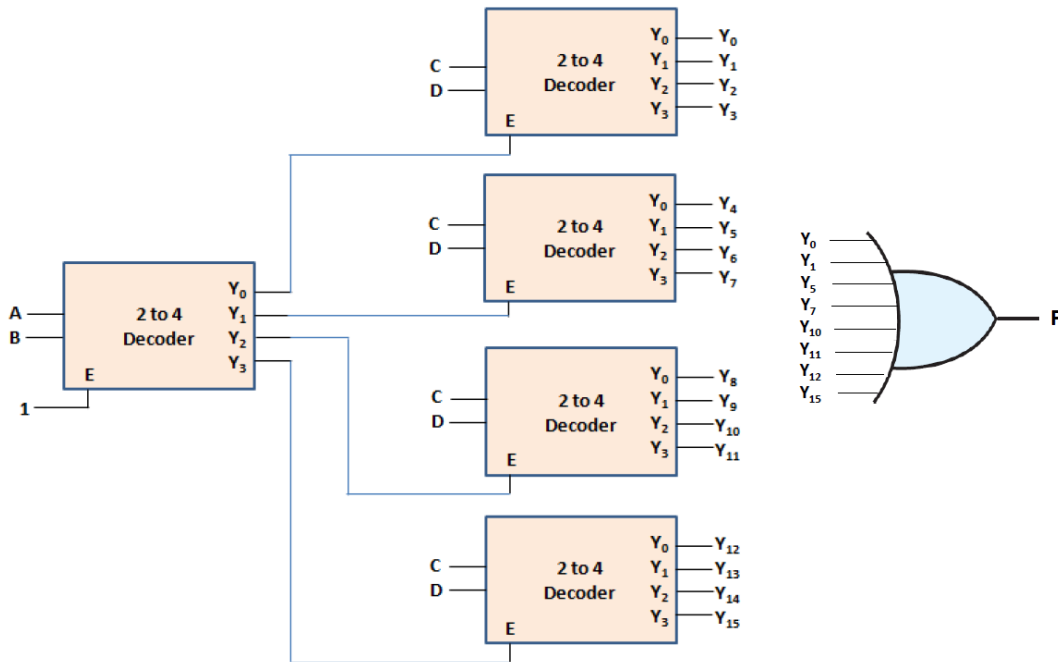 Y0 Y0
C 2 to 4 Y1 Y1
D Decoder Y2 Y2
Y3 Y3
E
Y0 Y4
C 2 to 4 Y1 Y5
D Decoder Y2 Y6
Y3 Y7
E
Y0
A 2 to 4 Y1
B Decoder Y2
E Y3
1
Y0 Y8
C 2 to 4 Y1 Y9
D Decoder Y2 Y10
Y3 Y11
E
Y0 Y12
C 2 to 4 Y1 Y13
D Decoder Y2 Y14
Y3 Y15
E
Y0
Y1
Y5
Y7
Y10
Y11
Y12
Y15